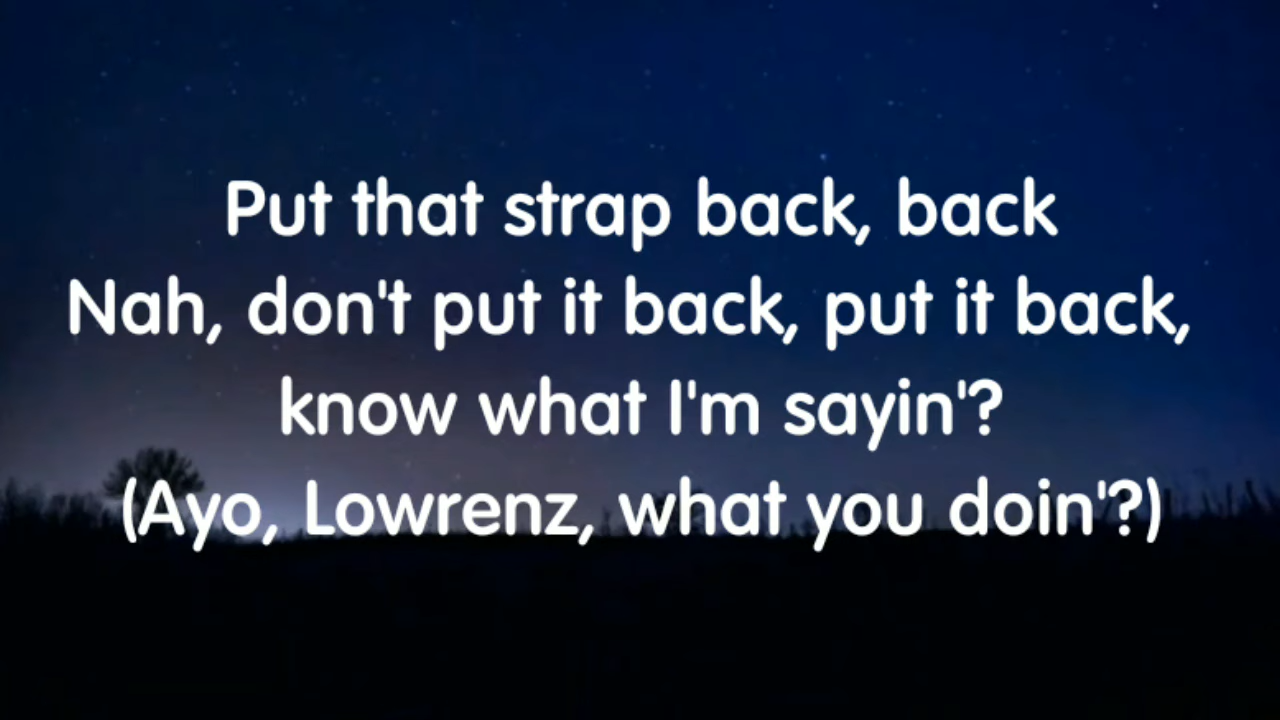 Put that strap back, back
Nah, don't put it back, put it back,
know what I'm sayin'?
(Ayo, Lowrenz, what you doin'?)